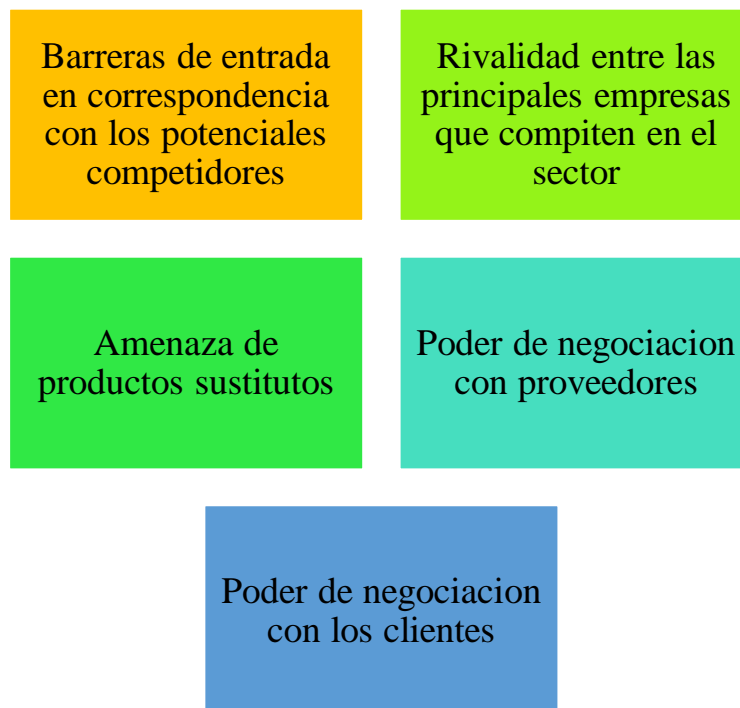 Barreras de entrada
en correspondencia
con los potenciales
competidores
Rivalidad entre las
principales empresas
que compiten en el
sector
Amenaza de
productos sustitutos
Poder de negociacion
con proveedores
Poder de negociacion
con los clientes